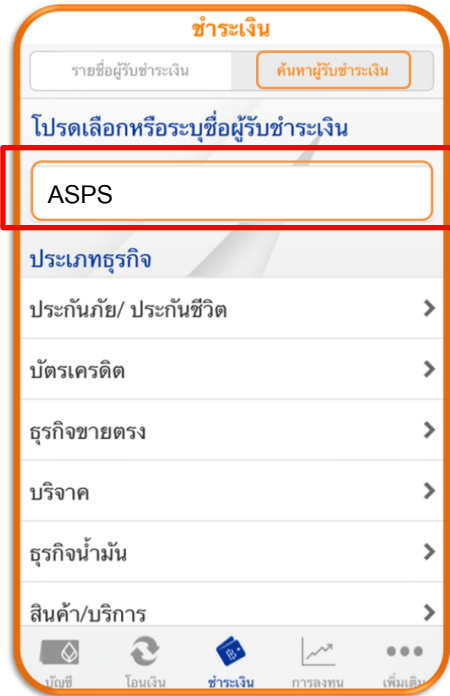 ชำระเงิน
รายชื่อผู้รับชำระเงิน ค้นหาผู้รับชำระเงิน
โปรดเลือกหรือระบุชื่อผู้รับชำระเงิน
ASPS
ประเภทธุรกิจ
ประกันภัย/ ประกันชีวิต
บัตรเครดิต
ธุรกิจขายตรง
บริจาค
ธุรกิจน้ำมัน
สินค้า/บริการ
บัญชี โอนเงิน ชำระเงิน การลงทุน เพิ่มเติม